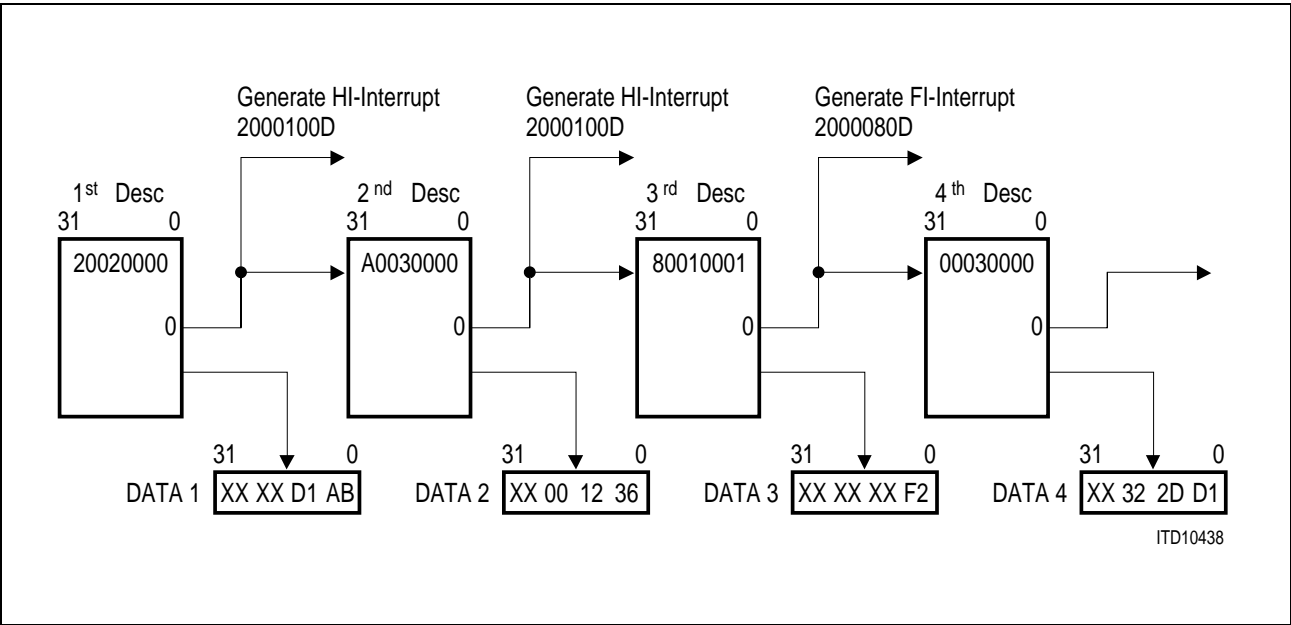 Generate HI-Interrupt
2000100D
Generate HI-Interrupt
2000100D
Generate FI-Interrupt
2000080D
1st Desc
31 0
20020000
0
2nd Desc
31 0
A0030000
0
3rd Desc
31 0
80010001
0
4th Desc
31 0
00030000
0
31 0
DATA 1 XX XX D1 AB
31 0
DATA 2 XX 00 12 36
31 0
DATA 3 XX XX XX F2
31 0
DATA 4 XX 32 2D D1
ITD10438